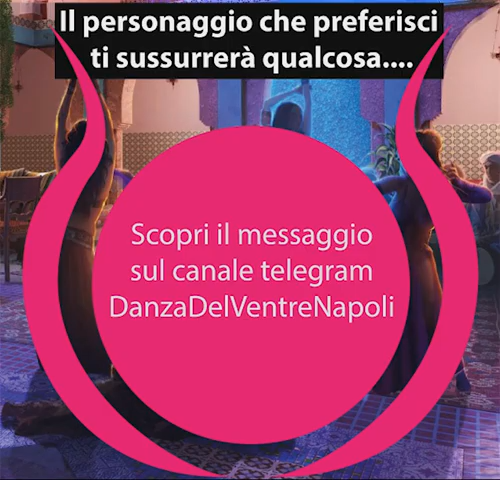 Il personaggio che preferisci
ti sussurrerà qualcosa....
Scopri il messaggio
sul canale telegram
DanzaDelVentreNapoli